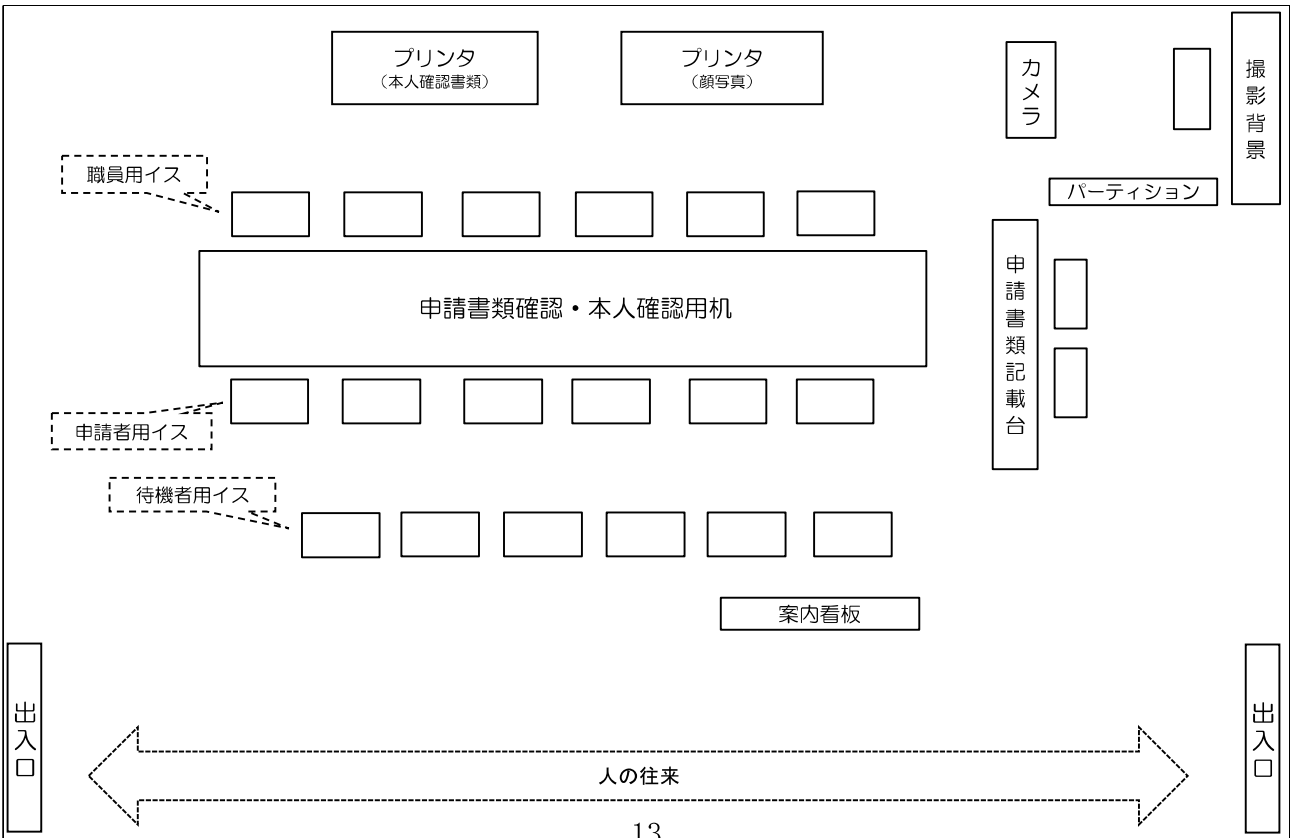 プリンタ
（本人確認書類）
プリンタ
（顔写真）
カメラ
撮影背景
職員用イス
パーティション
申請書類確認・本人確認用机
申請書類記載台
申請者用イス
待機者用イス
案内看板
出入口
人の往来
出入口
13